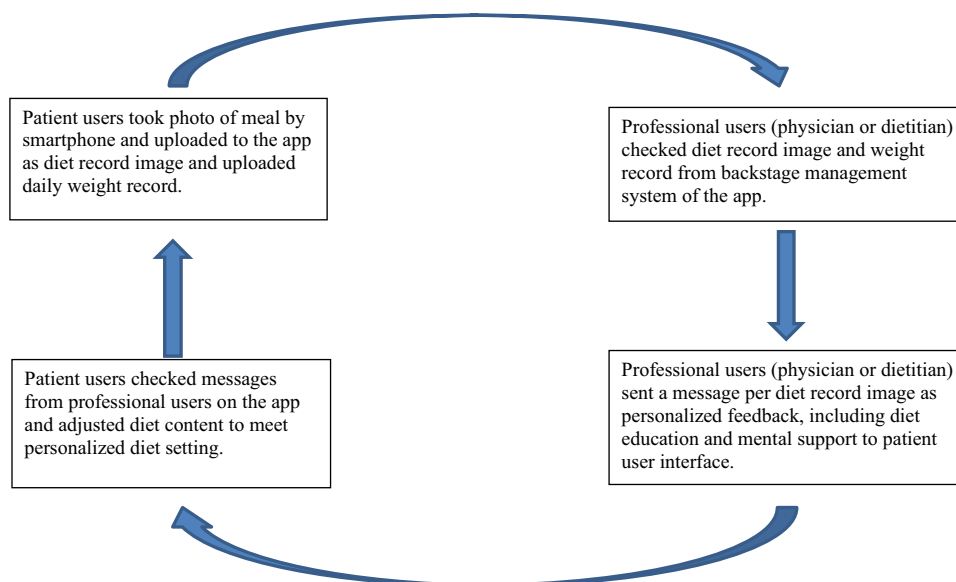 Patient users took photo of meal by
smartphone and uploaded to the app
as diet record image and uploaded
daily weight record.
Professional users (physician or dietitian)
checked diet record image and weight
record from backstage management
system of the app.
Professional users (physician or dietitian)
sent a message per diet record image as
personalized feedback, including diet
education and mental support to patient
user interface.
Patient users checked messages
from professional users on the app
and adjusted diet content to meet
personalized diet setting.